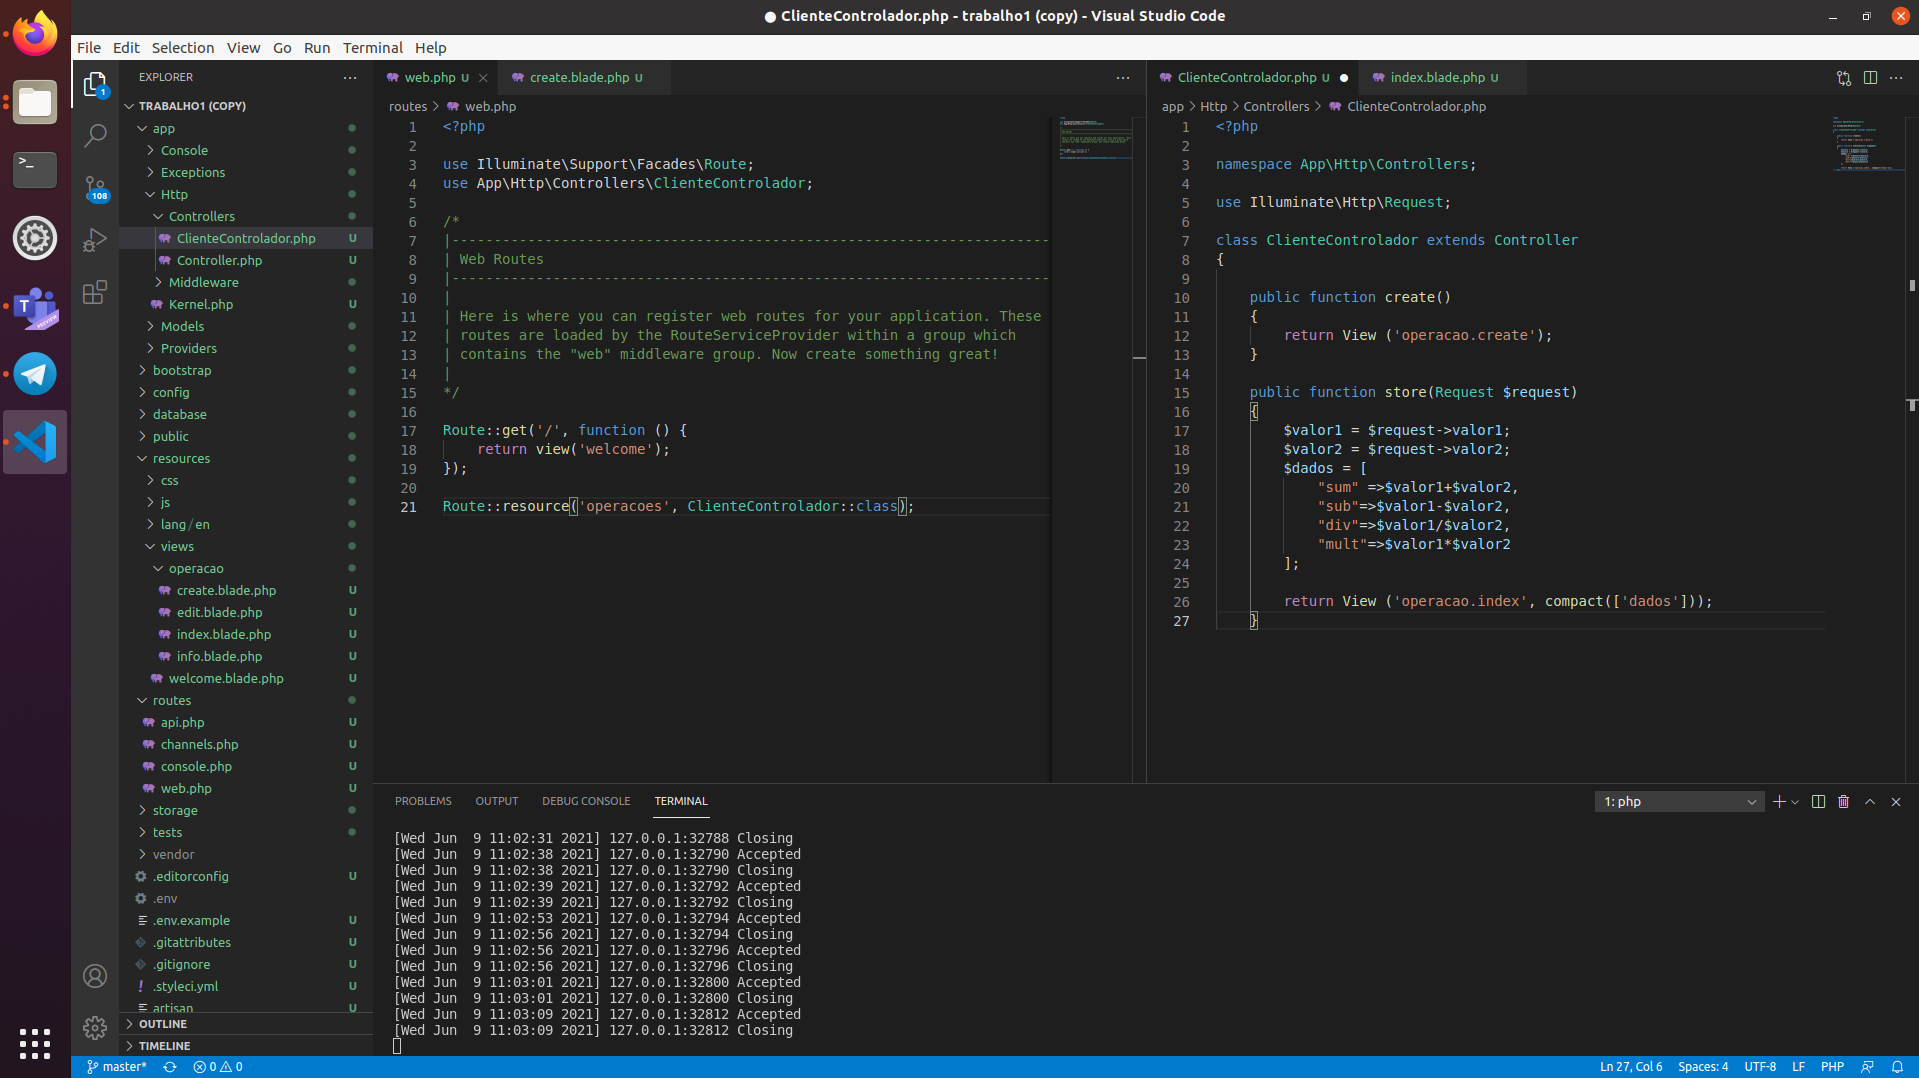 ● ClienteControlador.php - trabalho1 (copy) - Visual Studio Code
File Edit Selection View Go Run Terminal Help
EXPLORER
TRABALHO1 (COPY)
app
Console
Exceptions
Http
Controllers
ClienteControlador.php U
Controller.php U
Middleware
Kernel.php U
Models
Providers
bootstrap
config
database
public
resources
css
js
lang / en
views
operacao
create.blade.php U
edit.blade.php U
index.blade.php U
info.blade.php U
welcome.blade.php U
routes
api.php U
channels.php U
console.php U
web.php U
storage
tests
vendor
.editorconfig U
.env
.env.example U
.gitattributes U
.gitignore U
.styleci.yml U
artisan U
OUTLINE
TIMELINE
1
108
>_
T
PREVIEW
web.php U
create.blade.php U
routes > web.php
1 <?php
2
3 use Illuminate\Support\Facades\Route;
4 use App\Http\Controllers\ClienteControlador;
5
6 /*
7 |--------------------------------------------------------------------------
8 | Web Routes
9 |--------------------------------------------------------------------------
10 |
11 | Here is where you can register web routes for your application. These
12 | routes are loaded by the RouteServiceProvider within a group which
13 | contains the "web" middleware group. Now create something great!
14 |
15 */
16
17 Route::get('/', function () {
18     return view('welcome');
19 });
20
21 Route::resource('operacoes', ClienteControlador::class);
ClienteControlador.php U ●
index.blade.php U
app > Http > Controllers > ClienteControlador.php
1 <?php
2
3 namespace App\Http\Controllers;
4
5 use Illuminate\Http\Request;
6
7 class ClienteControlador extends Controller
8 {
9
10     public function create()
11     {
12         return View ('operacao.create');
13     }
14
15     public function store(Request $request)
16     {
17         $valor1 = $request->valor1;
18         $valor2 = $request->valor2;
19         $dados = [
20             "sum" =>$valor1+$valor2,
21             "sub"=>$valor1-$valor2,
22             "div"=>$valor1/$valor2,
23             "mult"=>$valor1*$valor2
24         ];
25
26         return View ('operacao.index', compact(['dados']));
27     }
PROBLEMS OUTPUT DEBUG CONSOLE TERMINAL
1: php
[Wed Jun  9 11:02:31 2021] 127.0.0.1:32788 Closing
[Wed Jun  9 11:02:38 2021] 127.0.0.1:32790 Accepted
[Wed Jun  9 11:02:38 2021] 127.0.0.1:32790 Closing
[Wed Jun  9 11:02:39 2021] 127.0.0.1:32792 Accepted
[Wed Jun  9 11:02:39 2021] 127.0.0.1:32792 Closing
[Wed Jun  9 11:02:53 2021] 127.0.0.1:32794 Accepted
[Wed Jun  9 11:02:56 2021] 127.0.0.1:32794 Closing
[Wed Jun  9 11:02:56 2021] 127.0.0.1:32796 Accepted
[Wed Jun  9 11:02:56 2021] 127.0.0.1:32796 Closing
[Wed Jun  9 11:03:01 2021] 127.0.0.1:32800 Accepted
[Wed Jun  9 11:03:01 2021] 127.0.0.1:32800 Closing
[Wed Jun  9 11:03:09 2021] 127.0.0.1:32812 Accepted
[Wed Jun  9 11:03:09 2021] 127.0.0.1:32812 Closing
master* 0 0 Ln 27, Col 6 Spaces: 4 UTF-8 LF PHP